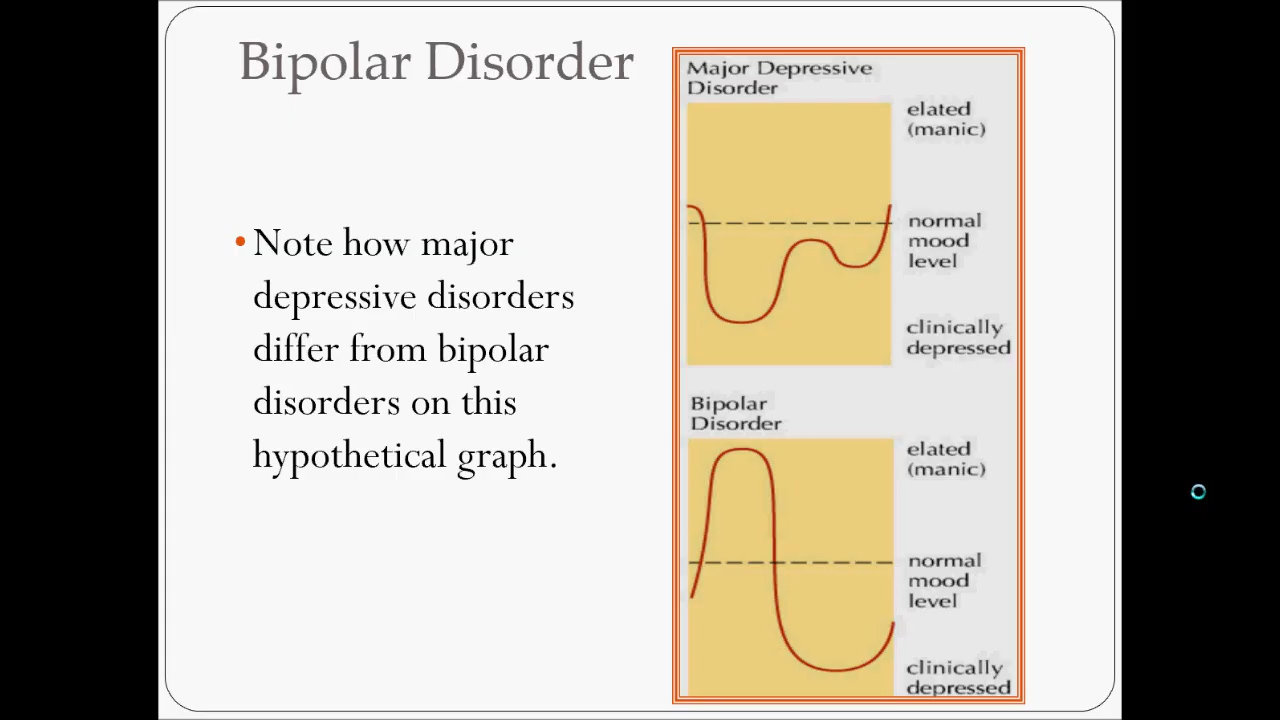 Bipolar Disorder
• Note how major
depressive disorders
differ from bipolar
disorders on this
hypothetical graph.
Major Depressive
Disorder
elated
(manic)
normal
mood
level
clinically
depressed
Bipolar
Disorder
elated
(manic)
normal
mood
level
clinically
depressed